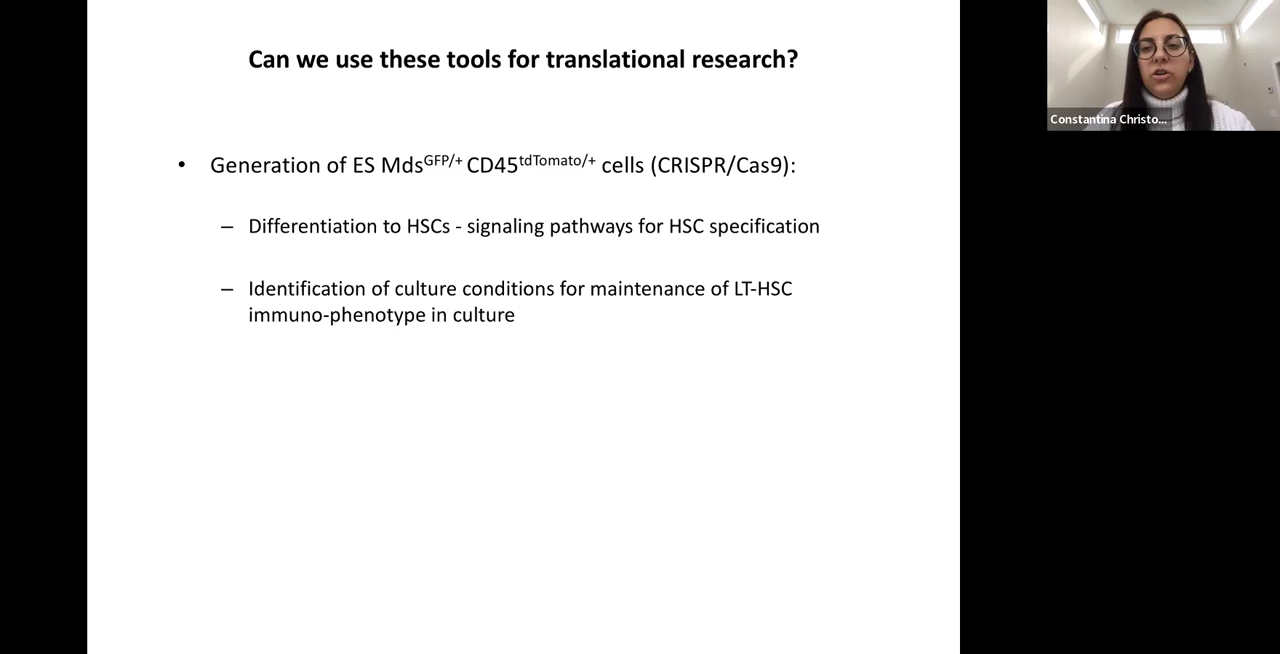 Can we use these tools for translational research?
Constantina Christo...
• Generation of ES Mds^GFP/+ CD45^tdTomato/+ cells (CRISPR/Cas9):
– Differentiation to HSCs - signaling pathways for HSC specification
– Identification of culture conditions for maintenance of LT-HSC
immuno-phenotype in culture